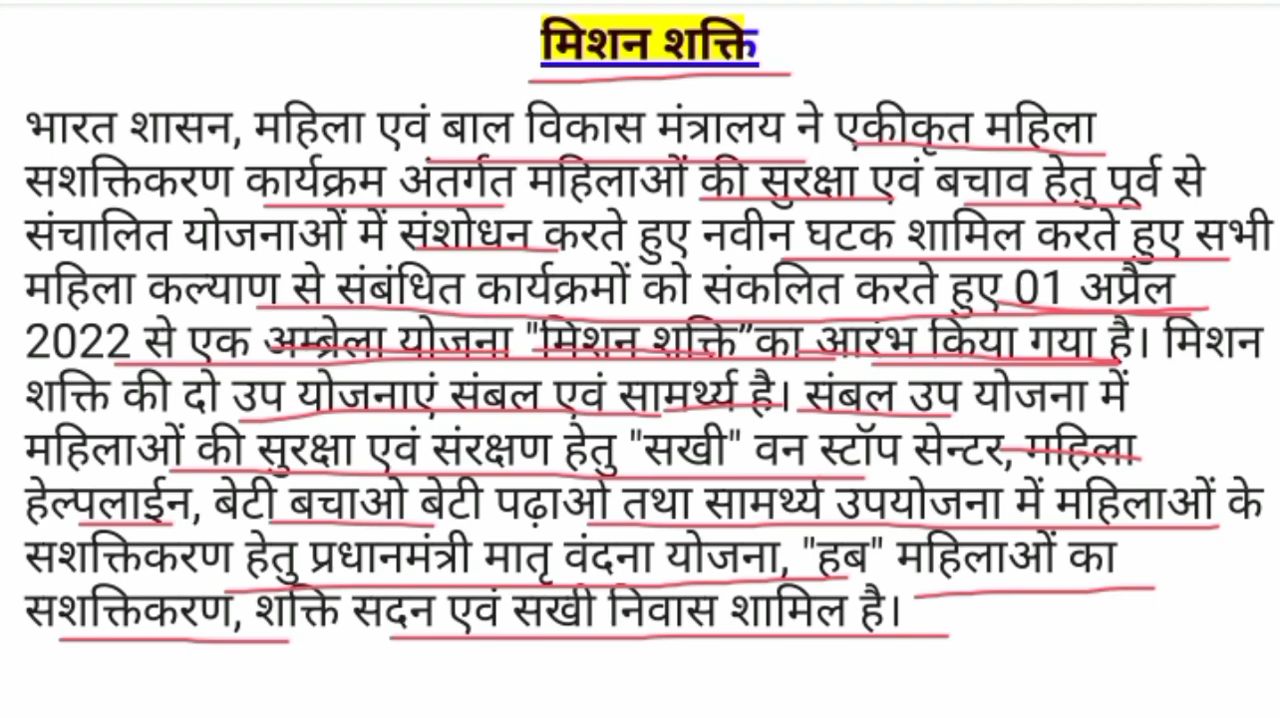 मिशन शक्ति
भारत शासन, महिला एवं बाल विकास मंत्रालय ने एकीकृत महिला
सशक्तिकरण कार्यक्रम अंतर्गत महिलाओं की सुरक्षा एवं बचाव हेतु पूर्व से
संचालित योजनाओं में संशोधन करते हुए नवीन घटक शामिल करते हुए सभी
महिला कल्याण से संबंधित कार्यक्रमों को संकलित करते हुए 01 अप्रैल
2022 से एक अम्ब्रेला योजना "मिशन शक्ति”का आरंभ किया गया है। मिशन
शक्ति की दो उप योजनाएं संबल एवं सामर्थ्य है। संबल उप योजना में
महिलाओं की सुरक्षा एवं संरक्षण हेतु "सखी" वन स्टॉप सेन्टर, महिला
हेल्पलाईन, बेटी बचाओ बेटी पढ़ाओ तथा सामर्थ्य उपयोजना में महिलाओं के
सशक्तिकरण हेतु प्रधानमंत्री मातृ वंदना योजना, "हब" महिलाओं का
सशक्तिकरण, शक्ति सदन एवं सखी निवास शामिल है।